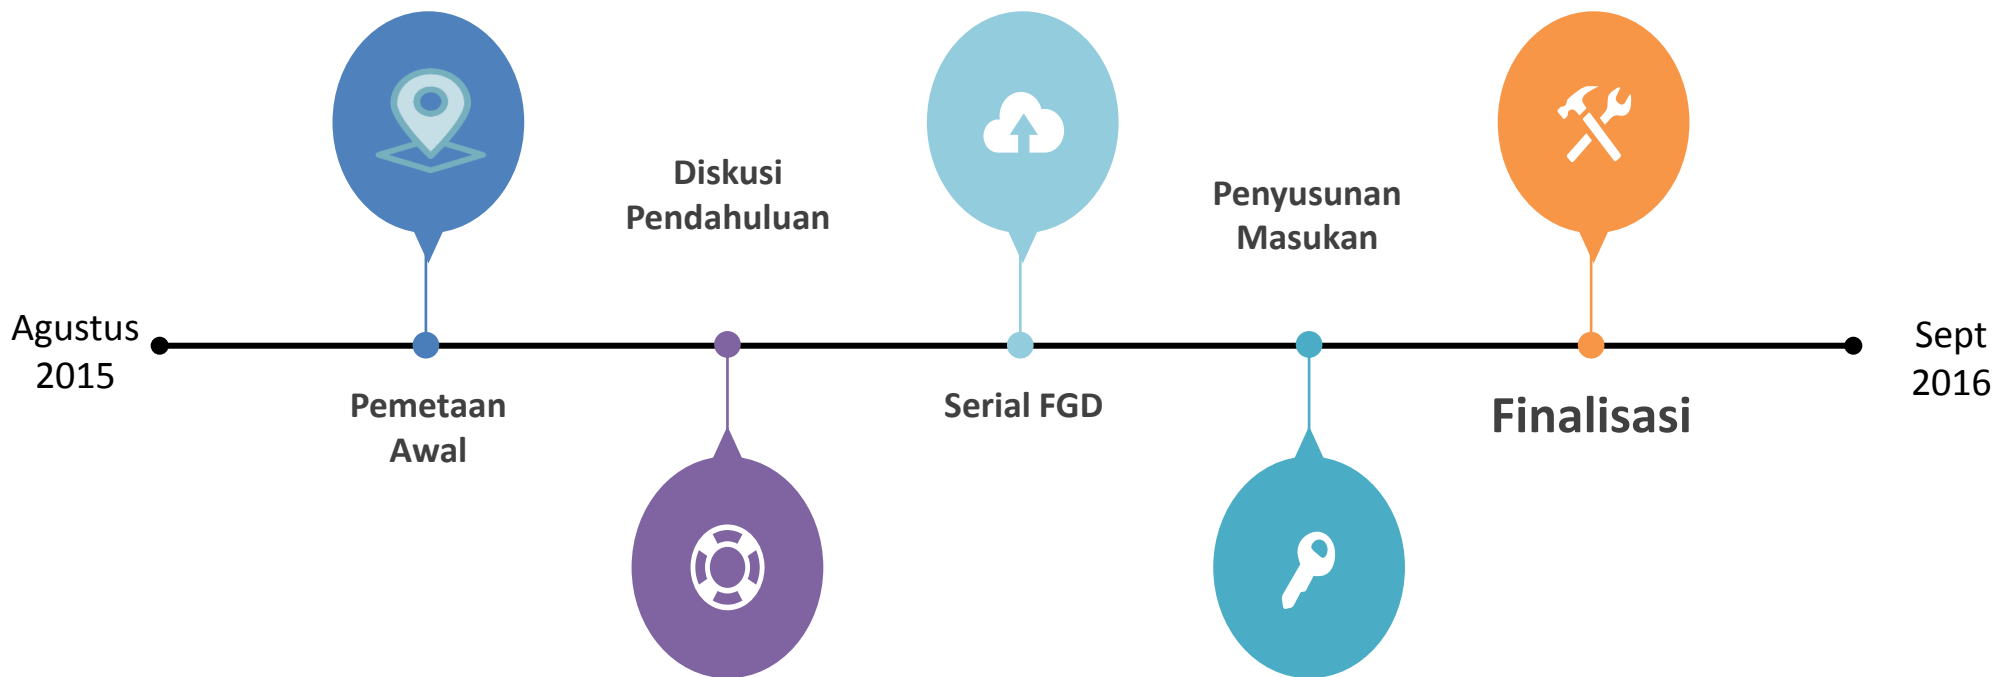 Agustus
2015
Pemetaan
Awal
Diskusi
Pendahuluan
Serial FGD
Penyusunan
Masukan
Finalisasi
Sept
2016